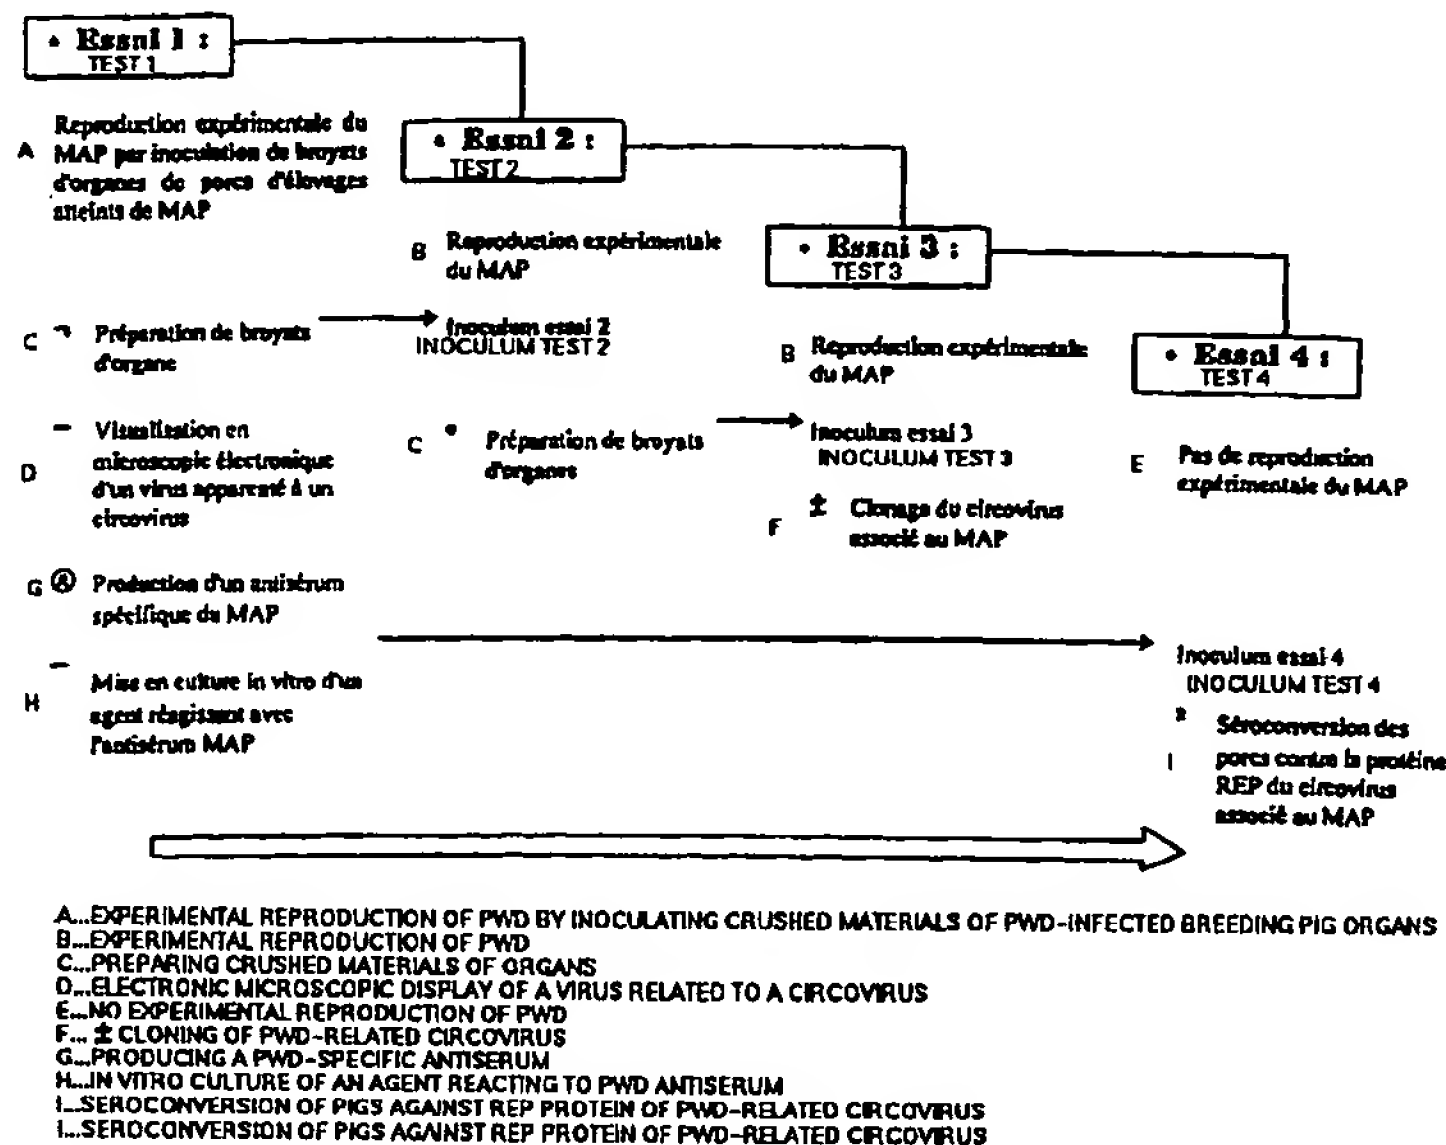 • Essai 1 :
TEST 1
A Reproduction expérimentale du
MAP par inoculation de broyats
d'organes de porcs d'élevages
atteints de MAP
• Essai 2 :
TEST 2
B Reproduction expérimentale
du MAP
• Essai 3 :
TEST 3
C Préparation de broyats
d'organe
Inoculum essai 2
INOCULUM TEST 2
B Reproduction expérimentale
du MAP
• Essai 4 :
TEST 4
D – Visualisation en
microscopie électronique
d'un virus apparenté à un
circovirus
C • Préparation de broyats
d'organes
Inoculum essai 3
INOCULUM TEST 3
F ± Clonage du circovirus
associé au MAP
E Pas de reproduction
expérimentale du MAP
G Production d'un antisérum
spécifique du MAP
H – Mise en culture in vitro d'un
agent réagissant avec
l'antisérum MAP
Inoculum essai 4
INOCULUM TEST 4
I Séroconversion des
porcs contre la protéine
REP du circovirus
associé au MAP
A...EXPERIMENTAL REPRODUCTION OF PWD BY INOCULATING CRUSHED MATERIALS OF PWD-INFECTED BREEDING PIG ORGANS
B...EXPERIMENTAL REPRODUCTION OF PWD
C...PREPARING CRUSHED MATERIALS OF ORGANS
D...ELECTRONIC MICROSCOPIC DISPLAY OF A VIRUS RELATED TO A CIRCOVIRUS
E...NO EXPERIMENTAL REPRODUCTION OF PWD
F... ± CLONING OF PWD-RELATED CIRCOVIRUS
G...PRODUCING A PWD-SPECIFIC ANTISERUM
H...IN VITRO CULTURE OF AN AGENT REACTING TO PWD ANTISERUM
I...SEROCONVERSION OF PIGS AGAINST REP PROTEIN OF PWD-RELATED CIRCOVIRUS
I...SEROCONVERSION OF PIGS AGAINST REP PROTEIN OF PWD-RELATED CIRCOVIRUS